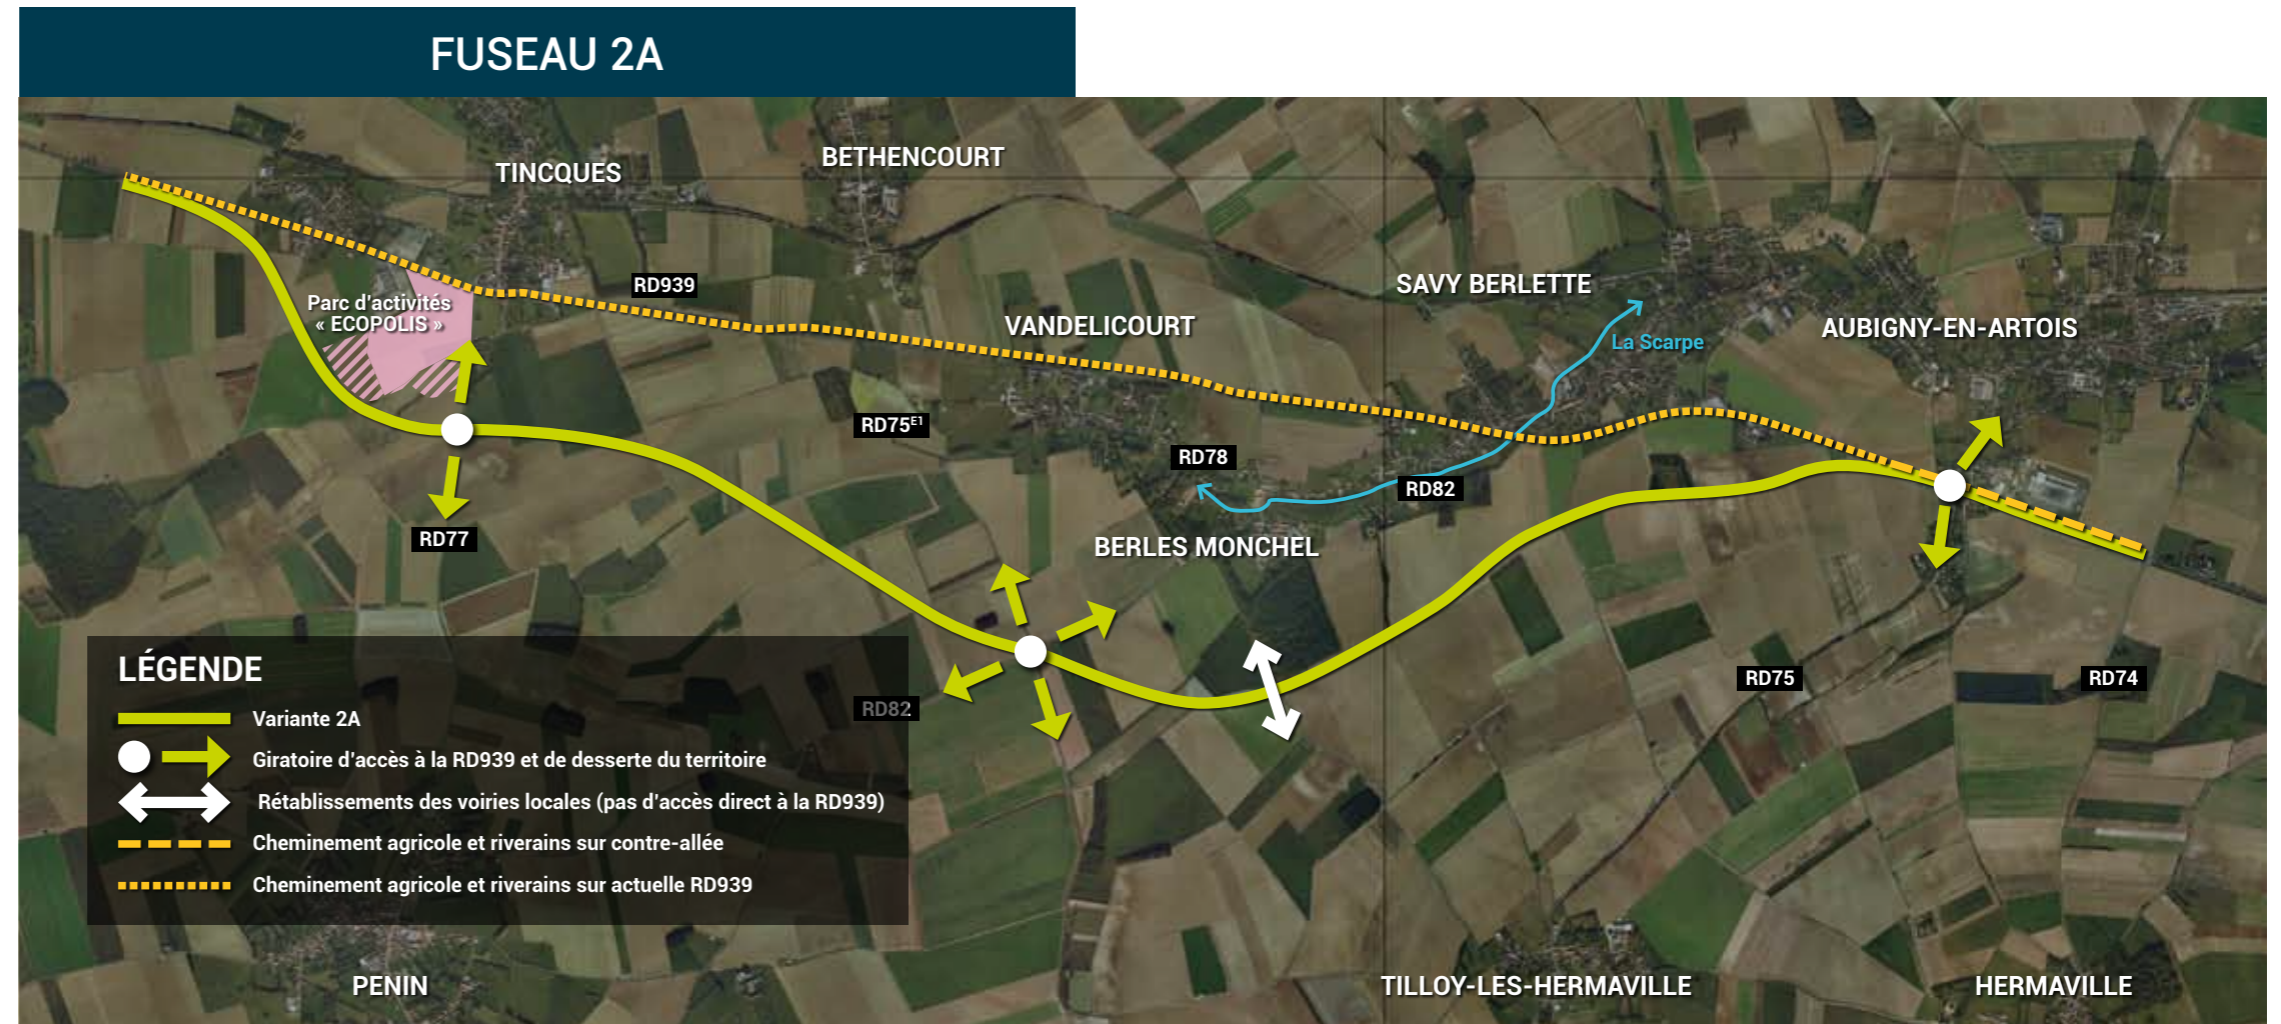 FUSEAU 2A
BETHENCOURT
TINCQUES
RD939
SAVY BERLETTE
Parc d'activités
« ECOPOLIS »
VANDELICOURT
La Scarpe
AUBIGNY-EN-ARTOIS
RD75E1
RD78
RD82
RD77
BERLES MONCHEL
RD82
RD75
RD74
LÉGENDE
Variante 2A
Giratoire d'accès à la RD939 et de desserte du territoire
Rétablissements des voiries locales (pas d'accès direct à la RD939)
Cheminement agricole et riverains sur contre-allée
Cheminement agricole et riverains sur actuelle RD939
PENIN
TILLOY-LES-HERMAVILLE
HERMAVILLE